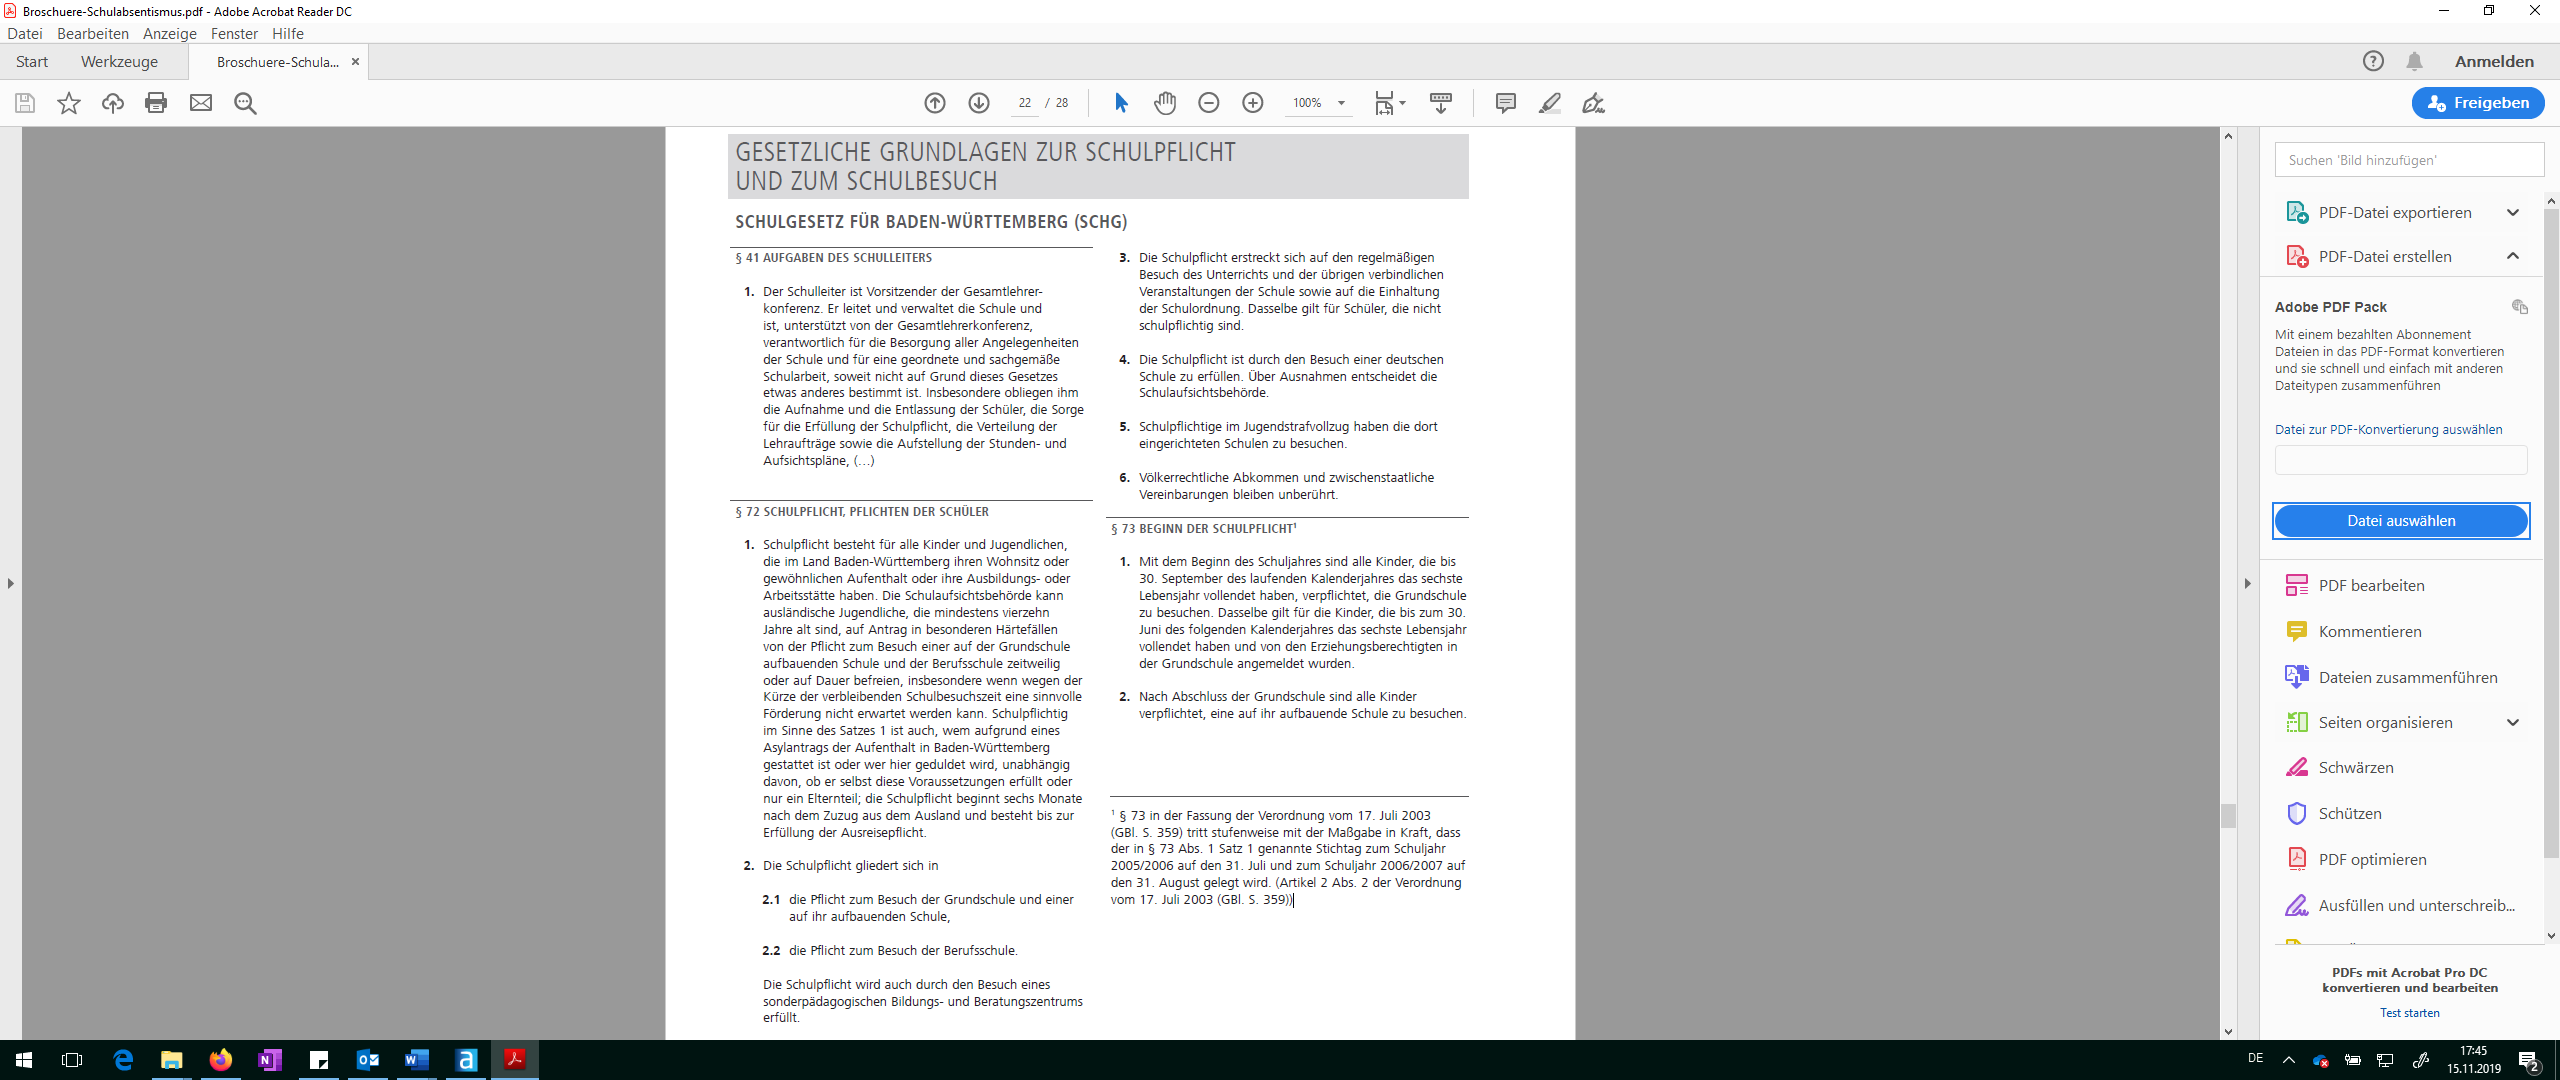 Broschuere-Schulabsentismus.pdf - Adobe Acrobat Reader DC
Datei Bearbeiten Anzeige Fenster Hilfe
Start Werkzeuge Broschuere-Schula... Anmelden
22 / 28 100% Freigeben
GESETZLICHE GRUNDLAGEN ZUR SCHULPFLICHT
UND ZUM SCHULBESUCH
SCHULGESETZ FÜR BADEN-WÜRTTEMBERG (SCHG)
§ 41 AUFGABEN DES SCHULLEITERS
1. Der Schulleiter ist Vorsitzender der Gesamtlehrer-
konferenz. Er leitet und verwaltet die Schule und
ist, unterstützt von der Gesamtlehrerkonferenz,
verantwortlich für die Besorgung aller Angelegenheiten
der Schule und für eine geordnete und sachgemäße
Schularbeit, soweit nicht auf Grund dieses Gesetzes
etwas anderes bestimmt ist. Insbesondere obliegen ihm
die Aufnahme und die Entlassung der Schüler, die Sorge
für die Erfüllung der Schulpflicht, die Verteilung der
Lehraufträge sowie die Aufstellung der Stunden- und
Aufsichtspläne, (...)
§ 72 SCHULPFLICHT, PFLICHTEN DER SCHÜLER
1. Schulpflicht besteht für alle Kinder und Jugendlichen,
die im Land Baden-Württemberg ihren Wohnsitz oder
gewöhnlichen Aufenthalt oder ihre Ausbildungs- oder
Arbeitsstätte haben. Die Schulaufsichtsbehörde kann
ausländische Jugendliche, die mindestens vierzehn
Jahre alt sind, auf Antrag in besonderen Härtefällen
von der Pflicht zum Besuch einer auf der Grundschule
aufbauenden Schule und der Berufsschule zeitweilig
oder auf Dauer befreien, insbesondere wenn wegen der
Kürze der verbleibenden Schulbesuchszeit eine sinnvolle
Förderung nicht erwartet werden kann. Schulpflichtig
im Sinne des Satzes 1 ist auch, wem aufgrund eines
Asylantrags der Aufenthalt in Baden-Württemberg
gestattet ist oder wer hier geduldet wird, unabhängig
davon, ob er selbst diese Voraussetzungen erfüllt oder
nur ein Elternteil; die Schulpflicht beginnt sechs Monate
nach dem Zuzug aus dem Ausland und besteht bis zur
Erfüllung der Ausreisepflicht.
2. Die Schulpflicht gliedert sich in
2.1 die Pflicht zum Besuch der Grundschule und einer
auf ihr aufbauenden Schule,
2.2 die Pflicht zum Besuch der Berufsschule.
Die Schulpflicht wird auch durch den Besuch eines
sonderpädagogischen Bildungs- und Beratungszentrums
erfüllt.
3. Die Schulpflicht erstreckt sich auf den regelmäßigen
Besuch des Unterrichts und der übrigen verbindlichen
Veranstaltungen der Schule sowie auf die Einhaltung
der Schulordnung. Dasselbe gilt für Schüler, die nicht
schulpflichtig sind.
4. Die Schulpflicht ist durch den Besuch einer deutschen
Schule zu erfüllen. Über Ausnahmen entscheidet die
Schulaufsichtsbehörde.
5. Schulpflichtige im Jugendstrafvollzug haben die dort
eingerichteten Schulen zu besuchen.
6. Völkerrechtliche Abkommen und zwischenstaatliche
Vereinbarungen bleiben unberührt.
§ 73 BEGINN DER SCHULPFLICHT¹
1. Mit dem Beginn des Schuljahres sind alle Kinder, die bis
30. September des laufenden Kalenderjahres das sechste
Lebensjahr vollendet haben, verpflichtet, die Grundschule
zu besuchen. Dasselbe gilt für die Kinder, die bis zum 30.
Juni des folgenden Kalenderjahres das sechste Lebensjahr
vollendet haben und von den Erziehungsberechtigten in
der Grundschule angemeldet wurden.
2. Nach Abschluss der Grundschule sind alle Kinder
verpflichtet, eine auf ihr aufbauende Schule zu besuchen.
¹ § 73 in der Fassung der Verordnung vom 17. Juli 2003
(GBl. S. 359) tritt stufenweise mit der Maßgabe in Kraft, dass
der in § 73 Abs. 1 Satz 1 genannte Stichtag zum Schuljahr
2005/2006 auf den 31. Juli und zum Schuljahr 2006/2007 auf
den 31. August gelegt wird. (Artikel 2 Abs. 2 der Verordnung
vom 17. Juli 2003 (GBl. S. 359))
Suchen 'Bild hinzufügen'
PDF-Datei exportieren
PDF-Datei erstellen
Adobe PDF Pack
Mit einem bezahlten Abonnement
Dateien in das PDF-Format konvertieren
und sie schnell und einfach mit anderen
Dateitypen zusammenführen
Datei zur PDF-Konvertierung auswählen
Datei auswählen
PDF bearbeiten
Kommentieren
Dateien zusammenführen
Seiten organisieren
Schwärzen
Schützen
PDF optimieren
Ausfüllen und unterschreib...
PDFs mit Acrobat Pro DC
konvertieren und bearbeiten
Test starten
DE
17:45
15.11.2019
2